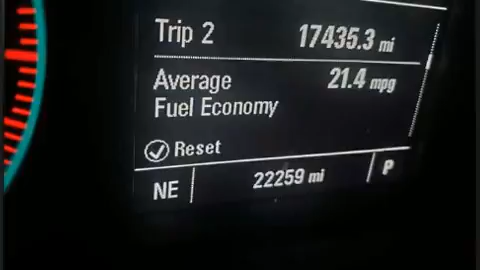 Trip 2 17435.3 mi
Average 21.4 mpg
Fuel Economy
Reset
NE 22259 mi P